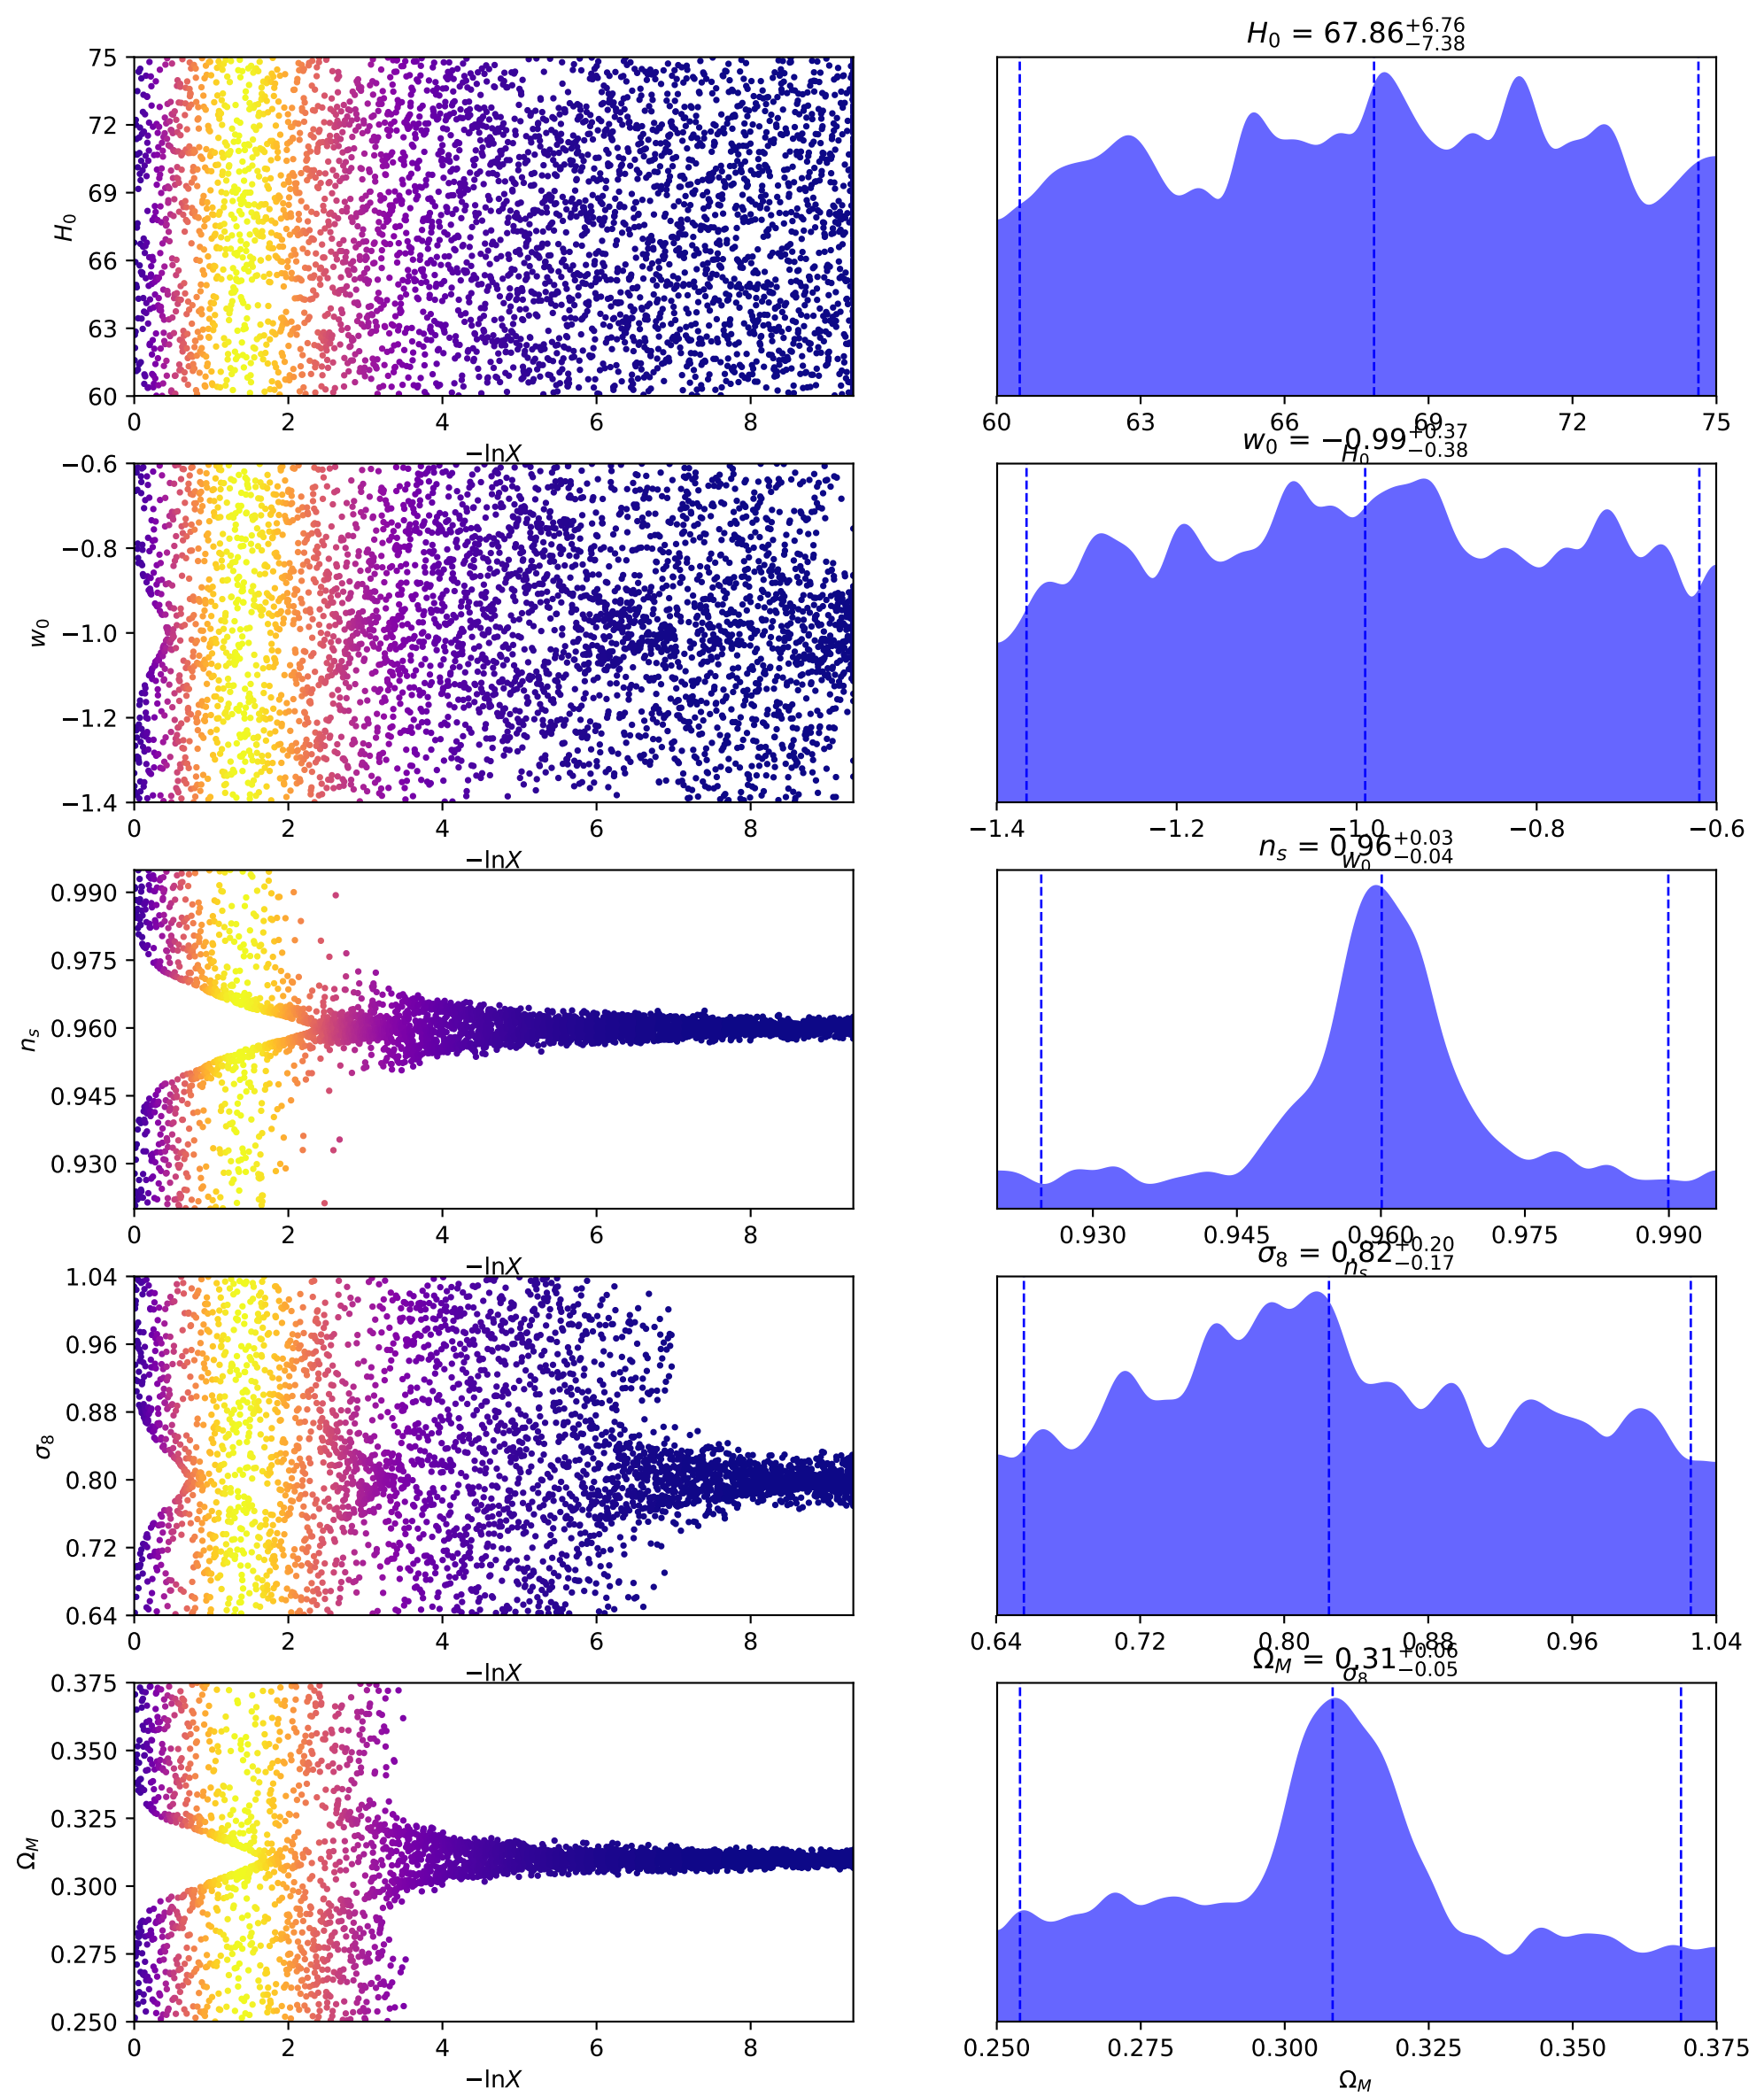 H₀ = 67.86+6.76 −7.38
75
72
69
66
63
60
H₀
0 2 4 6 8
−lnX
60 63 66 69 72 75
H₀
w₀ = −0.99+0.37 −0.38
−0.6
−0.8
−1.0
−1.2
−1.4
w₀
0 2 4 6 8
−lnX
−1.4 −1.2 −1.0 −0.8 −0.6
w₀
nₛ = 0.96+0.03 −0.04
0.990
0.975
0.960
0.945
0.930
nₛ
0 2 4 6 8
−lnX
0.930 0.945 0.960 0.975 0.990
nₛ
σ₈ = 0.82+0.20 −0.17
1.04
0.96
0.88
0.80
0.72
0.64
σ₈
0 2 4 6 8
−lnX
0.64 0.72 0.80 0.88 0.96 1.04
σ₈
Ω_M = 0.31+0.06 −0.05
0.375
0.350
0.325
0.300
0.275
0.250
Ω_M
0 2 4 6 8
−lnX
0.250 0.275 0.300 0.325 0.350 0.375
Ω_M